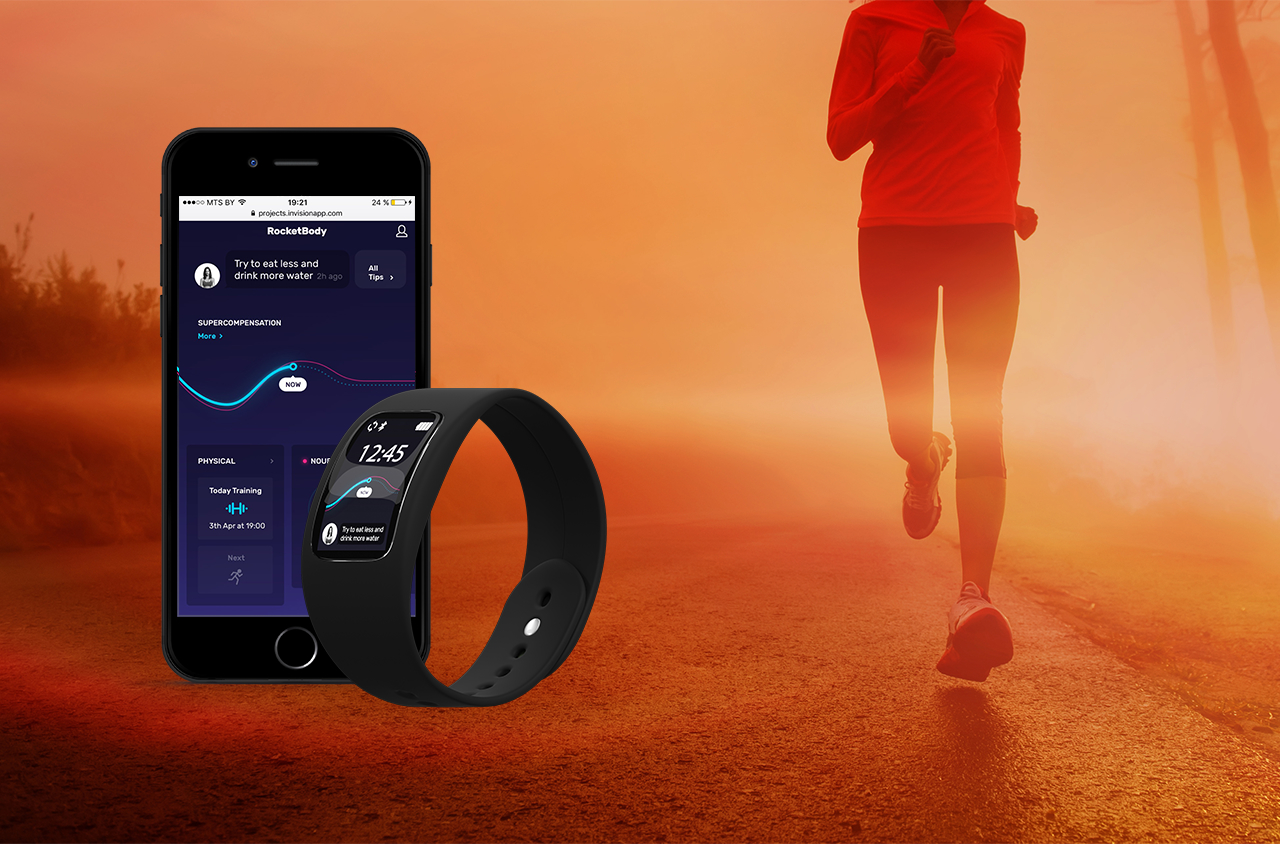 MTS BY 19:21 24 %
projects.invisionapp.com
RocketBody
Try to eat less and
drink more water 2h ago
All
Tips >
SUPERCOMPENSATION
More >
NOW
PHYSICAL >
NOUR
Today Training
3th Apr at 19:00
Next
12:45
NOW
Try to eat less and
drink more water